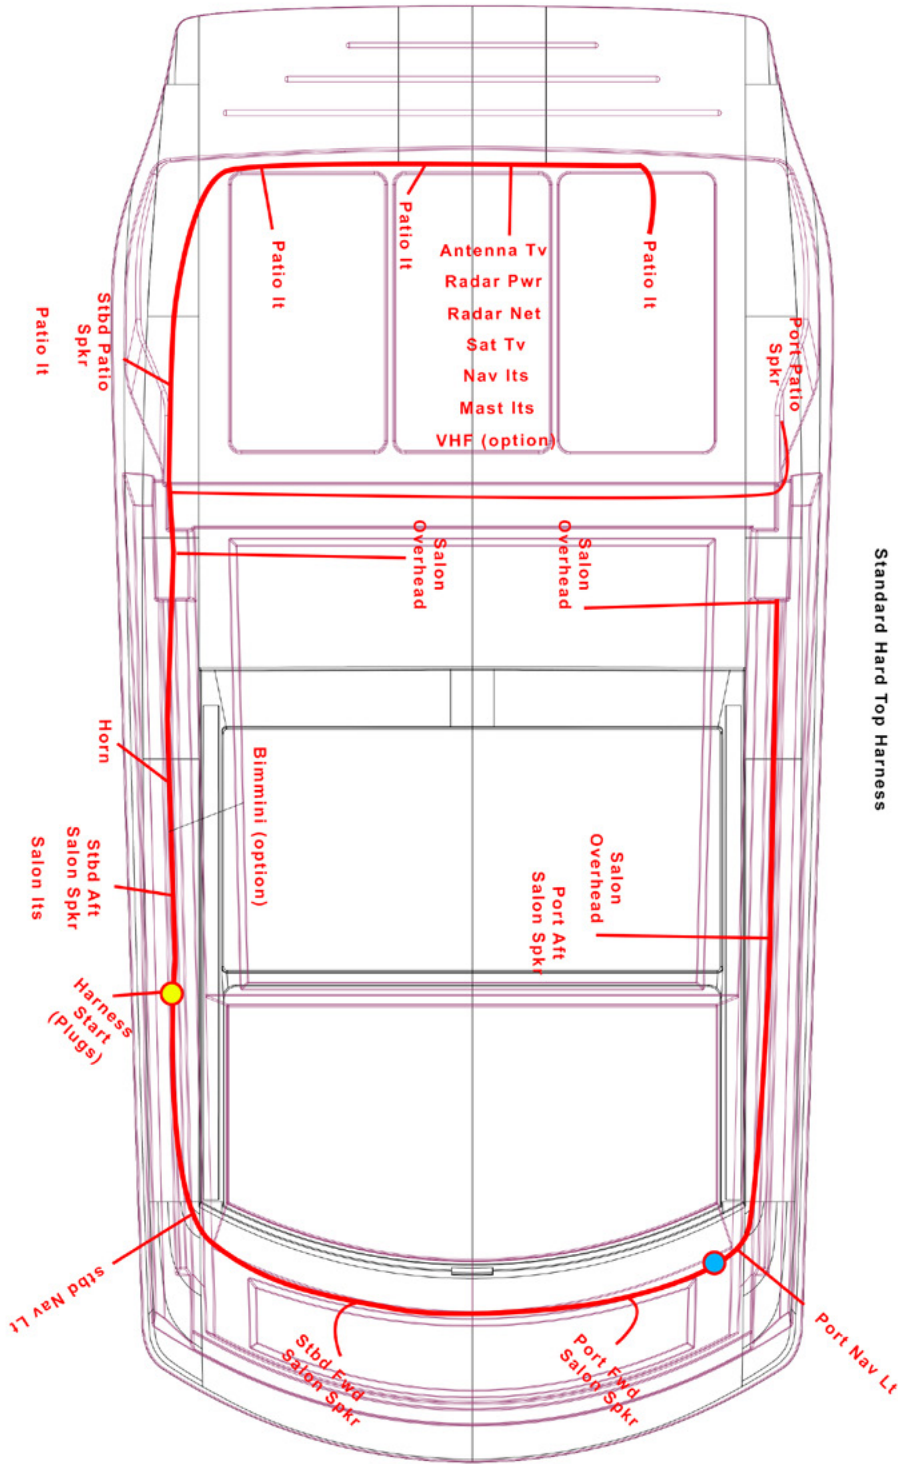 Standard Hard Top Harness
Patio lt
Patio lt
Antenna Tv
Radar Pwr
Radar Net
Sat Tv
Nav lts
Mast lts
VHF (option)
Patio lt
Stbd Patio
Spkr
Patio lt
Port Patio
Spkr
Salon
Overhead
Salon
Overhead
Horn
Bimmini (option)
Stbd Aft
Salon Spkr
Salon lts
Salon
Overhead
Port Aft
Salon Spkr
Harness
Start
(Plugs)
stbd Nav Lt
Stbd Fwd
Salon Spkr
Port Fwd
Salon Spkr
Port Nav Lt